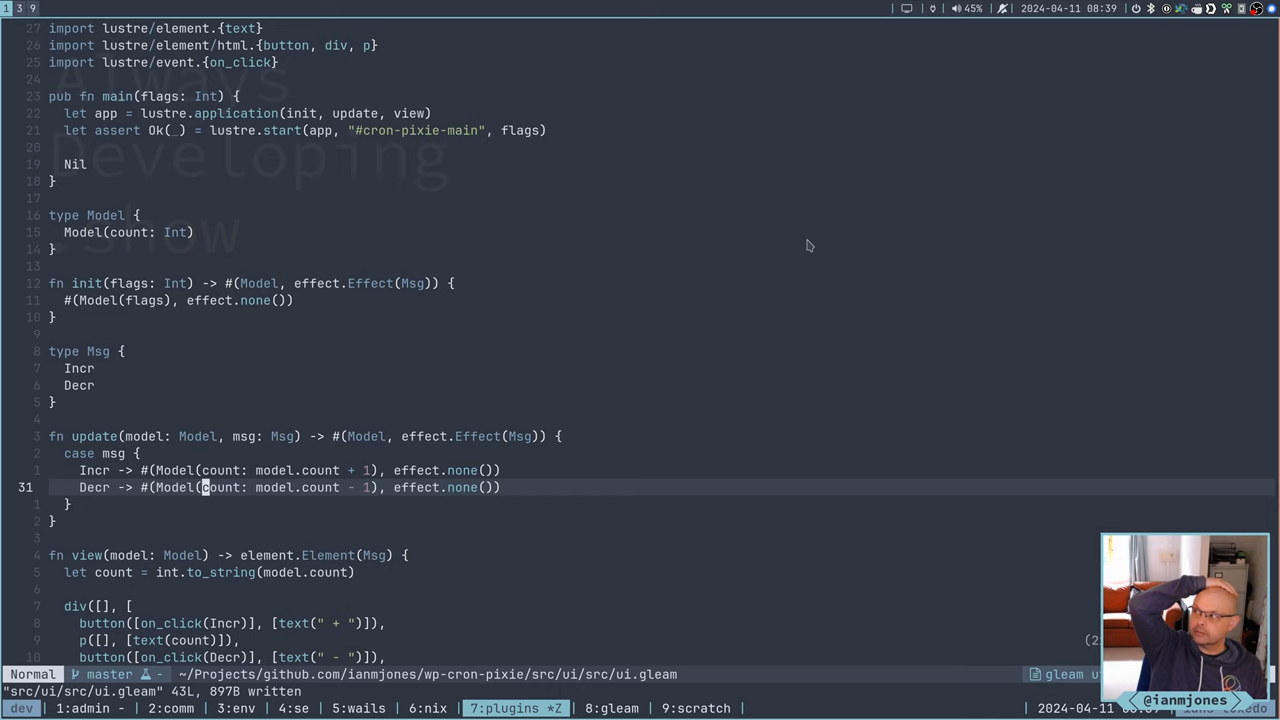 1 3 9 45% 2024-04-11 08:39
27 import lustre/element.{text}
26 import lustre/element/html.{button, div, p}
25 import lustre/event.{on_click}
24
23 pub fn main(flags: Int) {
22 let app = lustre.application(init, update, view)
21 let assert Ok(_) = lustre.start(app, "#cron-pixie-main", flags)
20
19 Nil
18 }
17
16 type Model {
15 Model(count: Int)
14 }
13
12 fn init(flags: Int) -> #(Model, effect.Effect(Msg)) {
11 #(Model(flags), effect.none())
10 }
9
8 type Msg {
7 Incr
6 Decr
5 }
4
3 fn update(model: Model, msg: Msg) -> #(Model, effect.Effect(Msg)) {
2 case msg {
1 Incr -> #(Model(count: model.count + 1), effect.none())
31 Decr -> #(Model(count: model.count - 1), effect.none())
1 }
2 }
3
4 fn view(model: Model) -> element.Element(Msg) {
5 let count = int.to_string(model.count)
6
7 div([], [
8 button([on_click(Incr)], [text(" + ")]),
9 p([], [text(count)]),
10 button([on_click(Decr)], [text(" - ")]),
Always
Developing
.Show
Normal master - ~/Projects/github.com/ianmjones/wp-cron-pixie/src/ui/src/ui.gleam gleam
"src/ui/src/ui.gleam" 43L, 897B written
dev 1:admin - 2:comm 3:env 4:se 5:wails 6:nix 7:plugins *Z 8:gleam 9:scratch 2024-04-11
@ianmjones